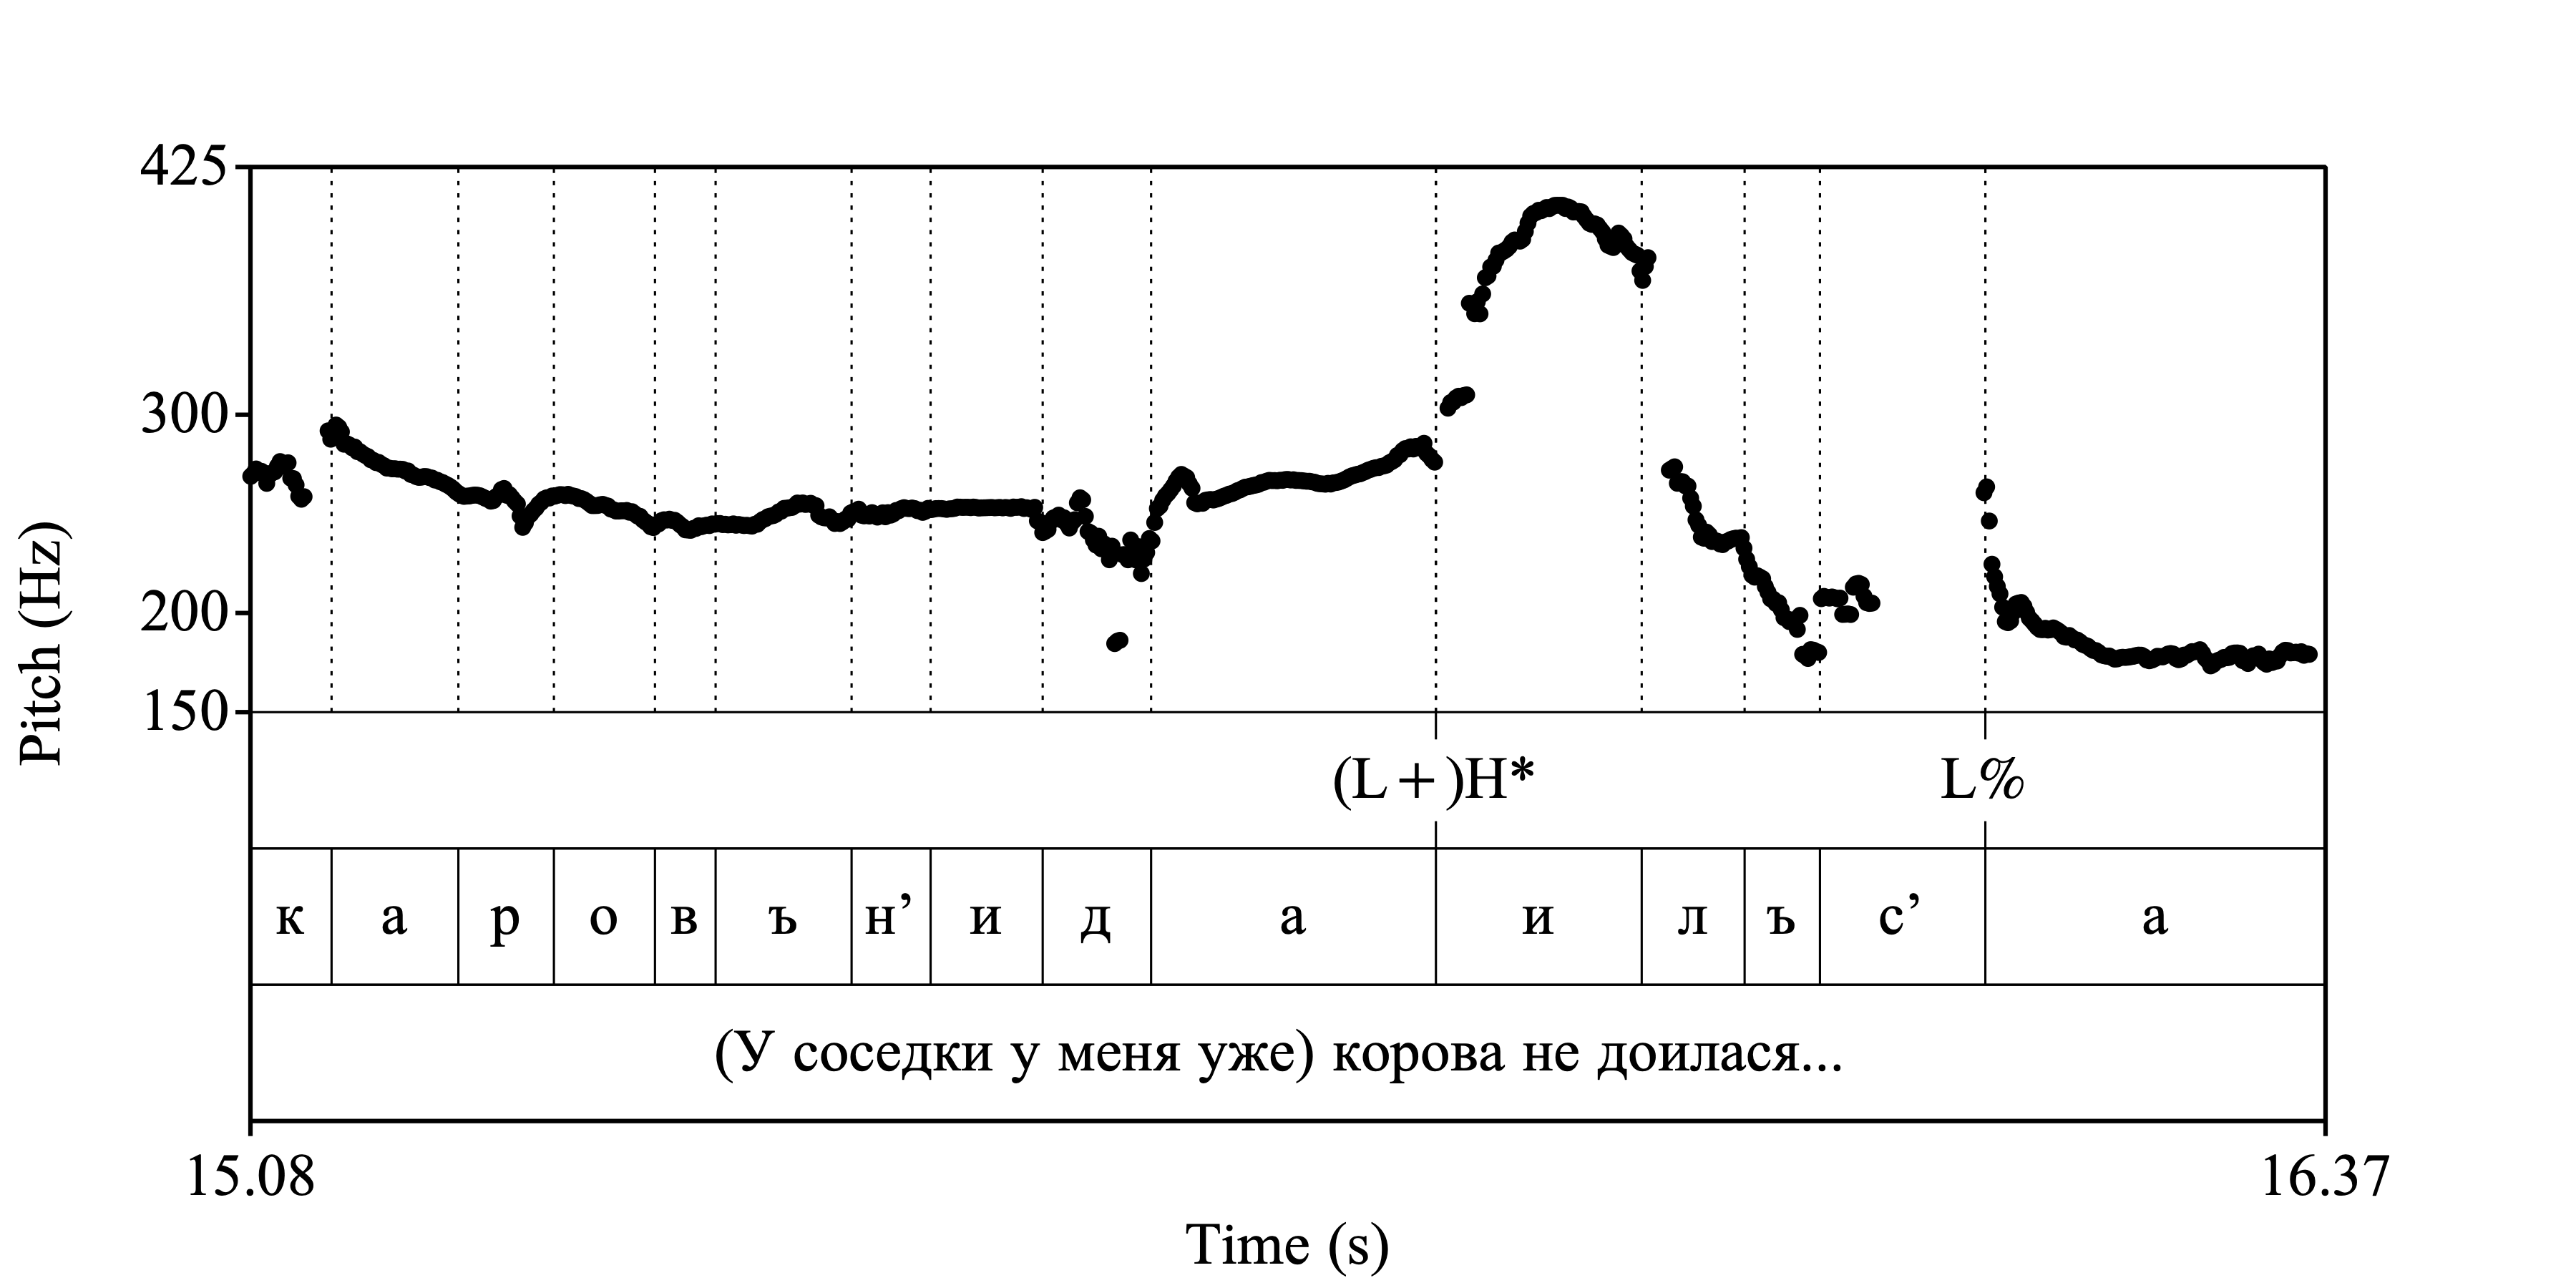 425
300
200
150
Pitch (Hz)
(L+)H* L%
к а р о в ъ н’ и д а и л ъ с’ а
(У соседки у меня уже) корова не доилася...
15.08 16.37
Time (s)